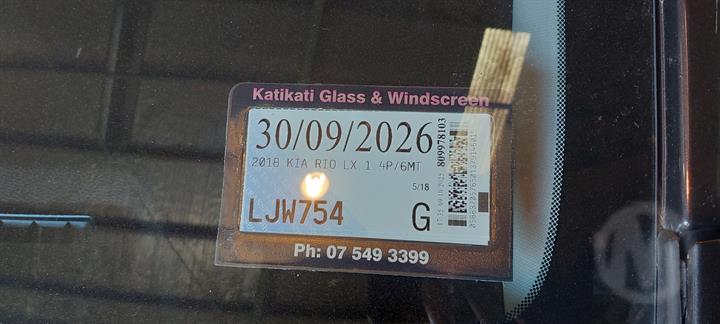 Katikati Glass & Windscreen
30/09/2026
2018 KIA RIO LX 1 4P/6MT
5/18
LJW754
G
809978103
Ph: 07 549 3399